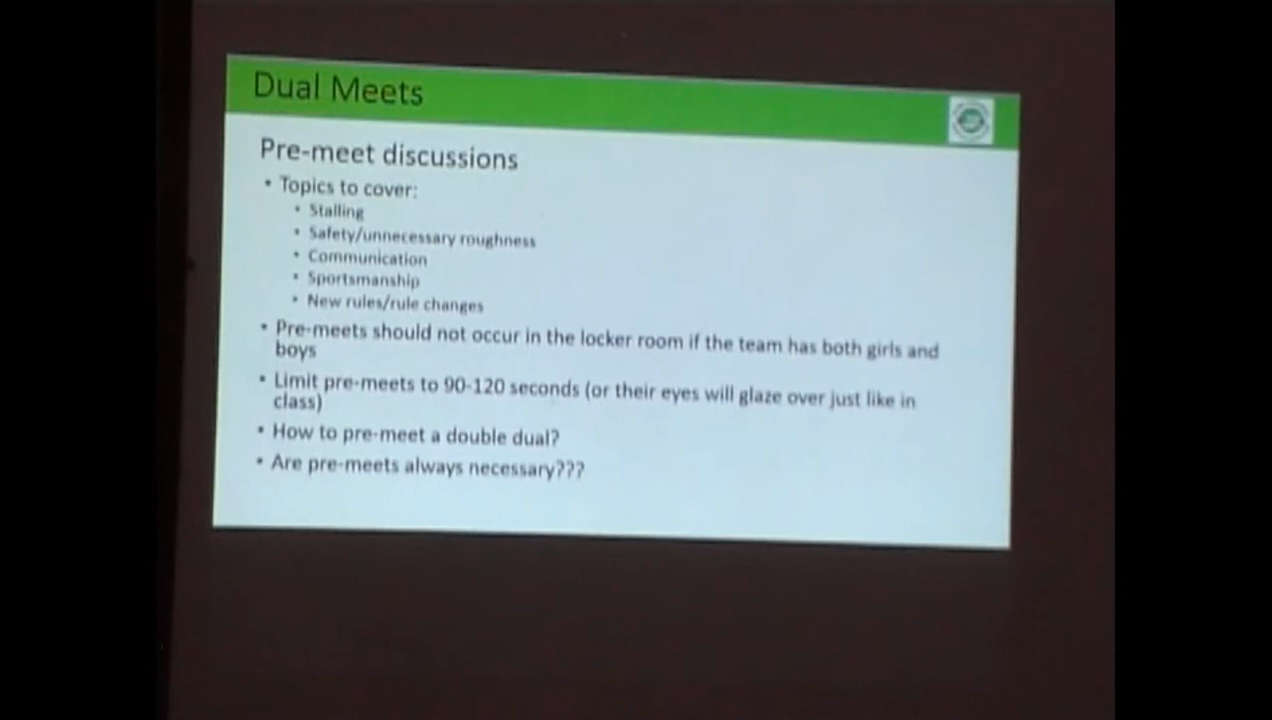 Dual Meets
Pre-meet discussions
• Topics to cover:
• Stalling
• Safety/unnecessary roughness
• Communication
• Sportsmanship
• New rules/rule changes
• Pre-meets should not occur in the locker room if the team has both girls and
boys
• Limit pre-meets to 90-120 seconds (or their eyes will glaze over just like in
class)
• How to pre-meet a double dual?
• Are pre-meets always necessary???